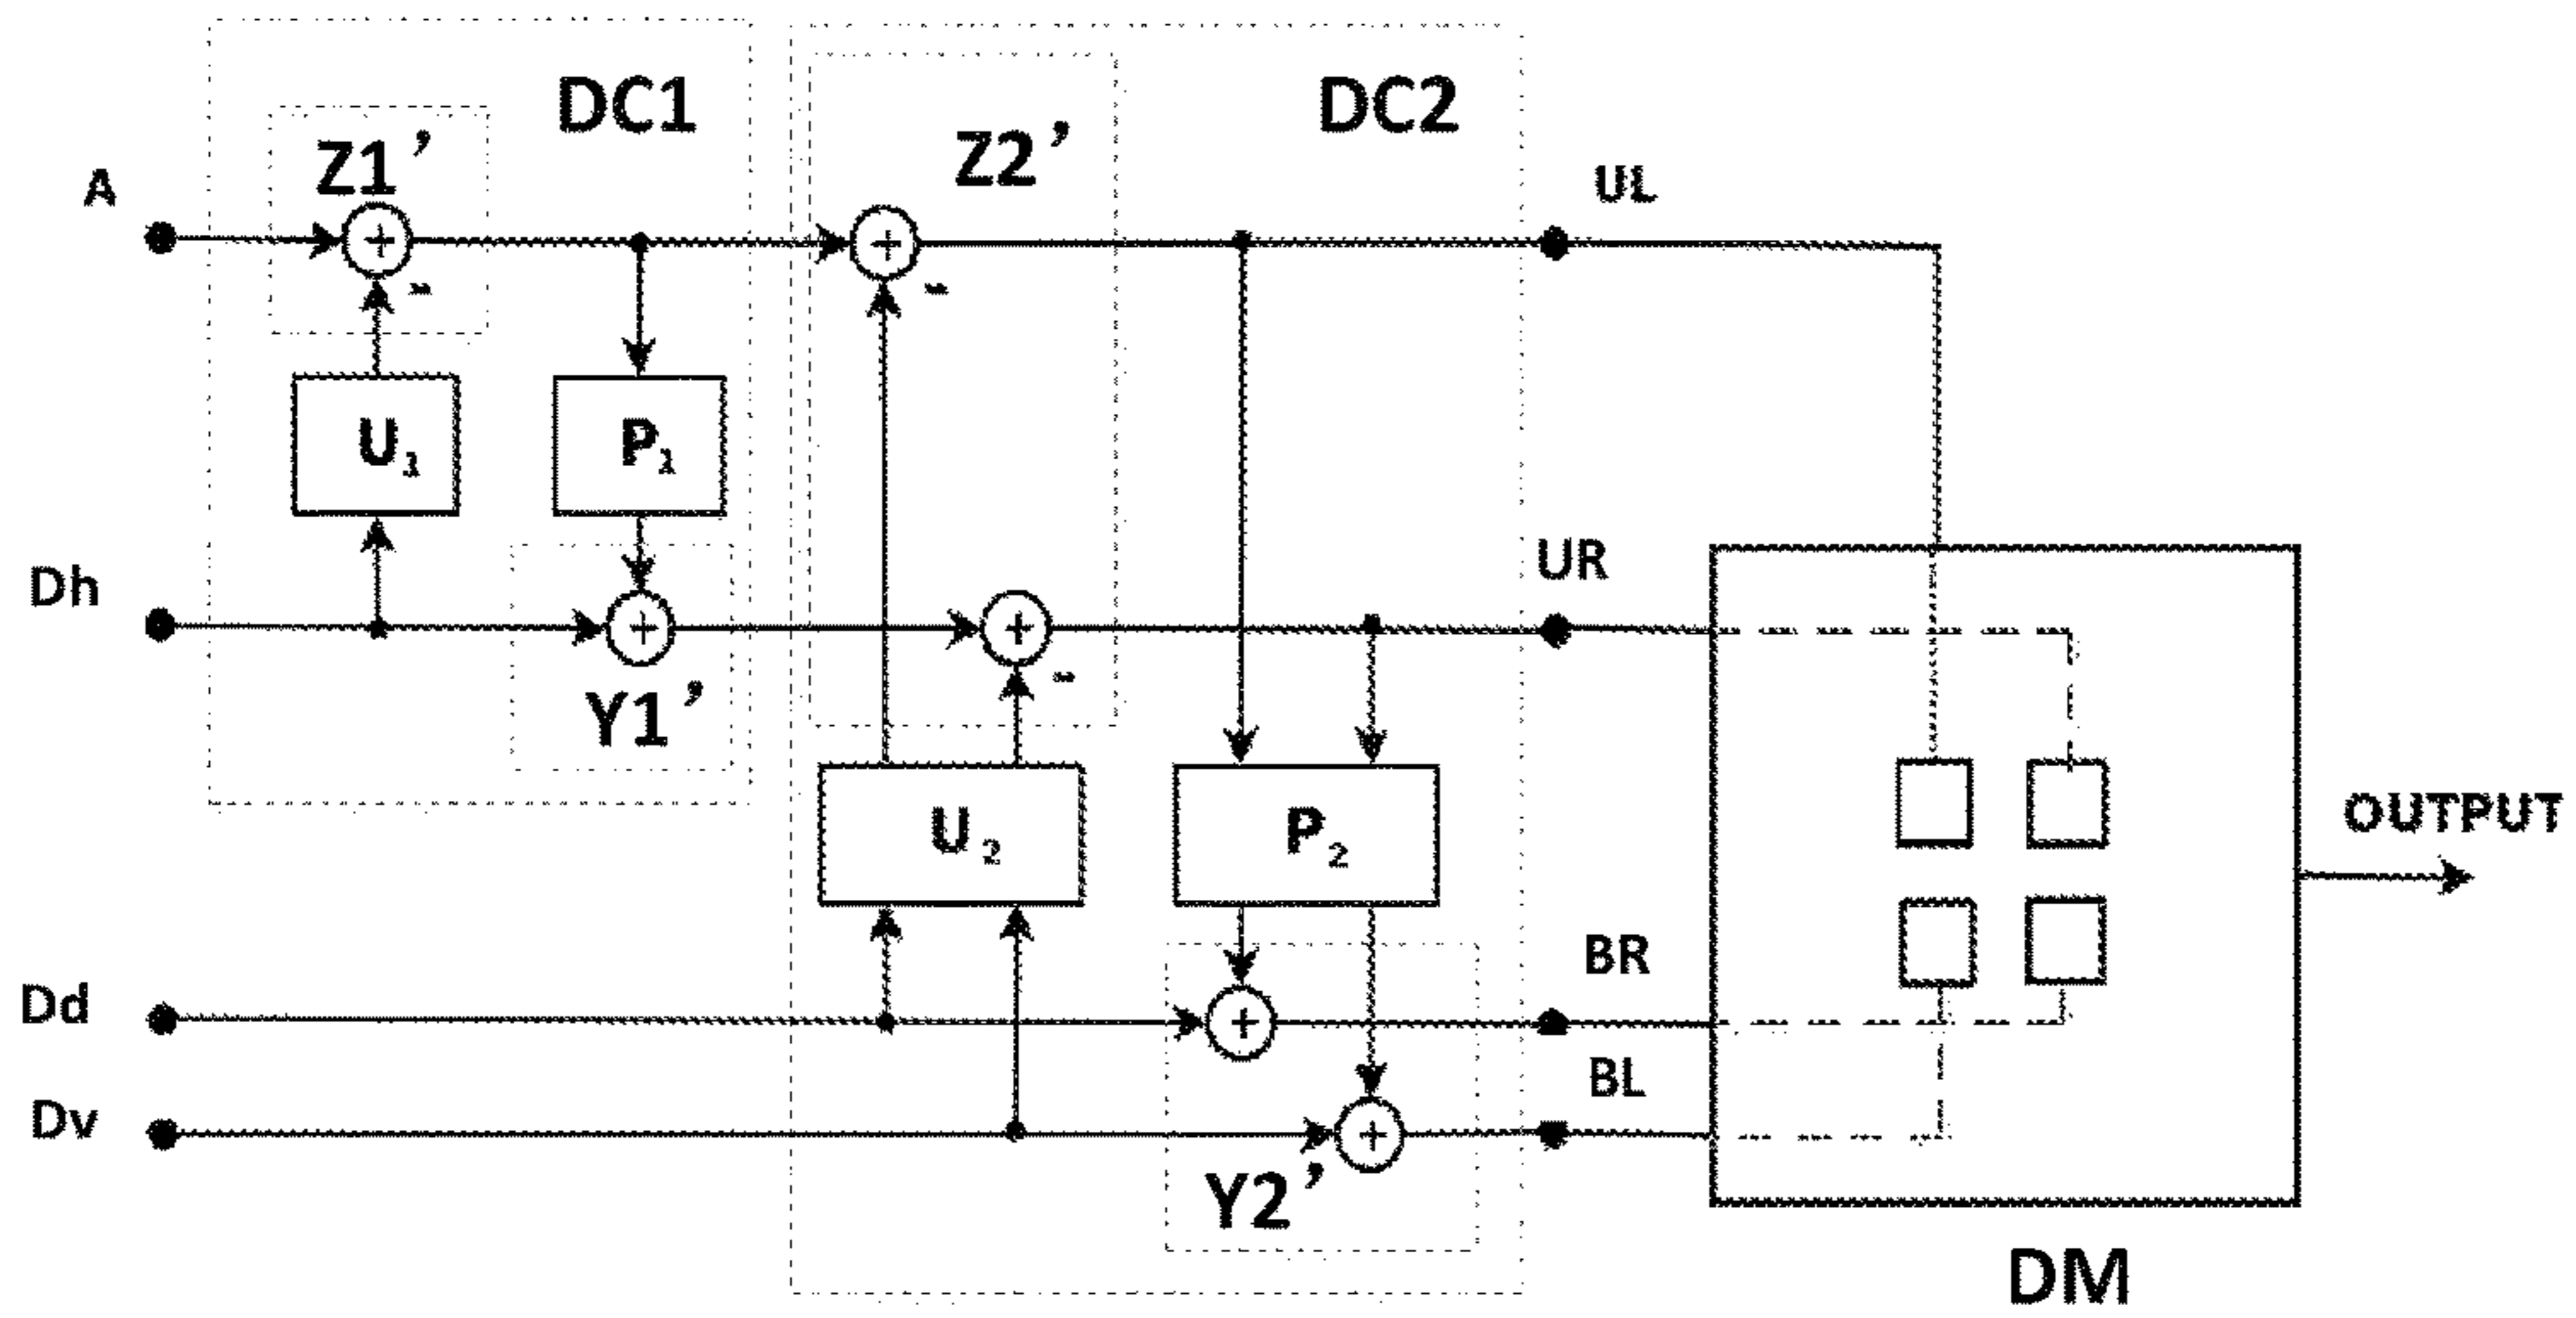 DC1
DC2
Z1’
Z2’
A
UL
+
+
-
-
U₁
P₁
UR
Dh
+
+
-
Y1’
U₂
P₂
OUTPUT
BR
Dd
+
BL
Dv
+
Y2’
DM